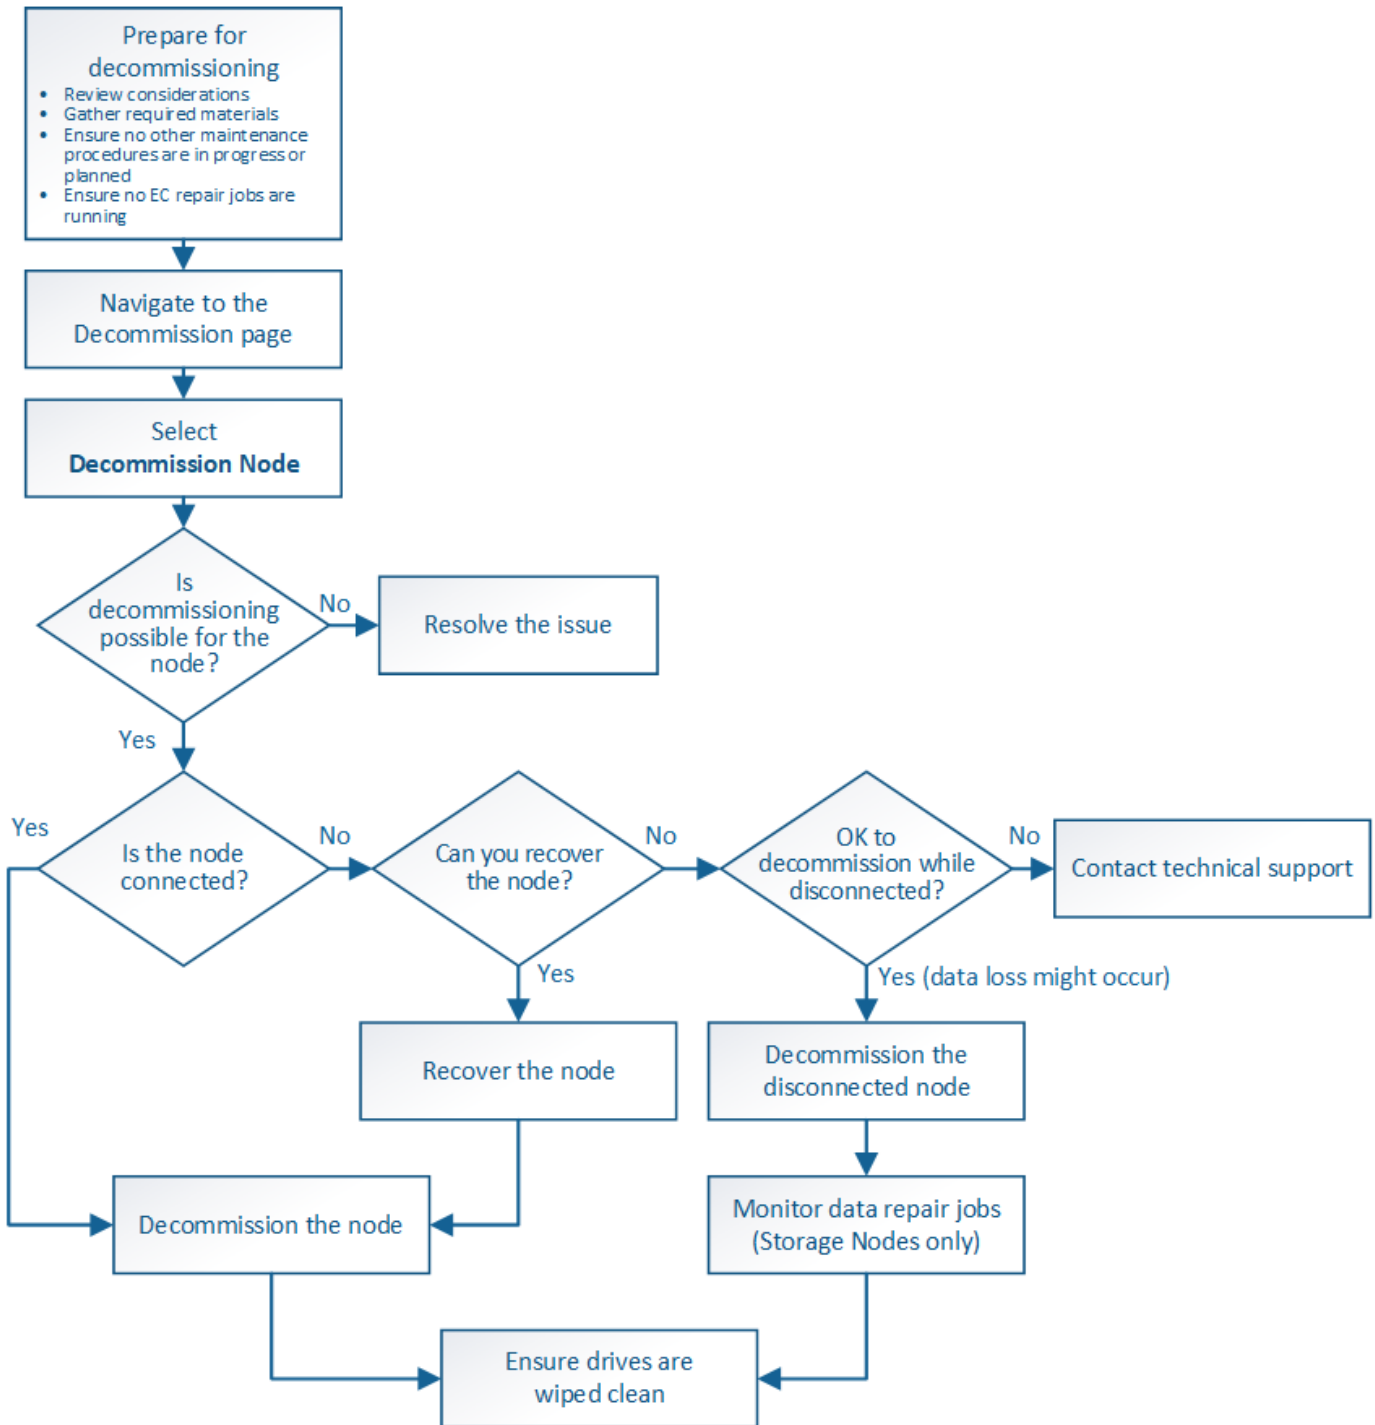 Prepare for
decommissioning
• Review considerations
• Gather required materials
• Ensure no other maintenance
procedures are in progress or
planned
• Ensure no EC repair jobs are
running
Navigate to the
Decommission page
Select
Decommission Node
Is
decommissioning
possible for the
node?
No
Resolve the issue
Yes
Yes
Is the node
connected?
No
Can you recover
the node?
No
OK to
decommission while
disconnected?
No
Contact technical support
Yes
Yes (data loss might occur)
Recover the node
Decommission the
disconnected node
Decommission the node
Monitor data repair jobs
(Storage Nodes only)
Ensure drives are
wiped clean